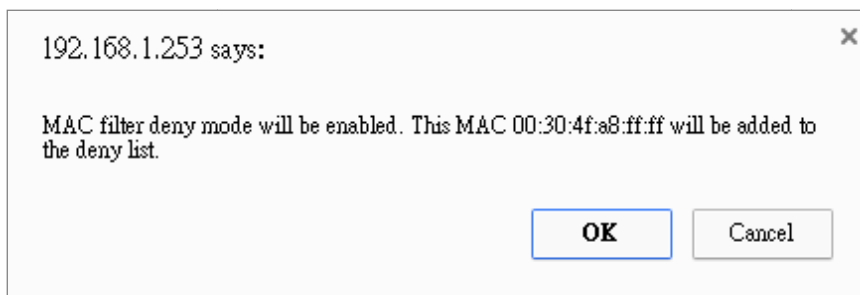 192.168.1.253 says:
MAC filter deny mode will be enabled. This MAC 00:30:4f:a8:ff:ff will be added to
the deny list.
OK
Cancel